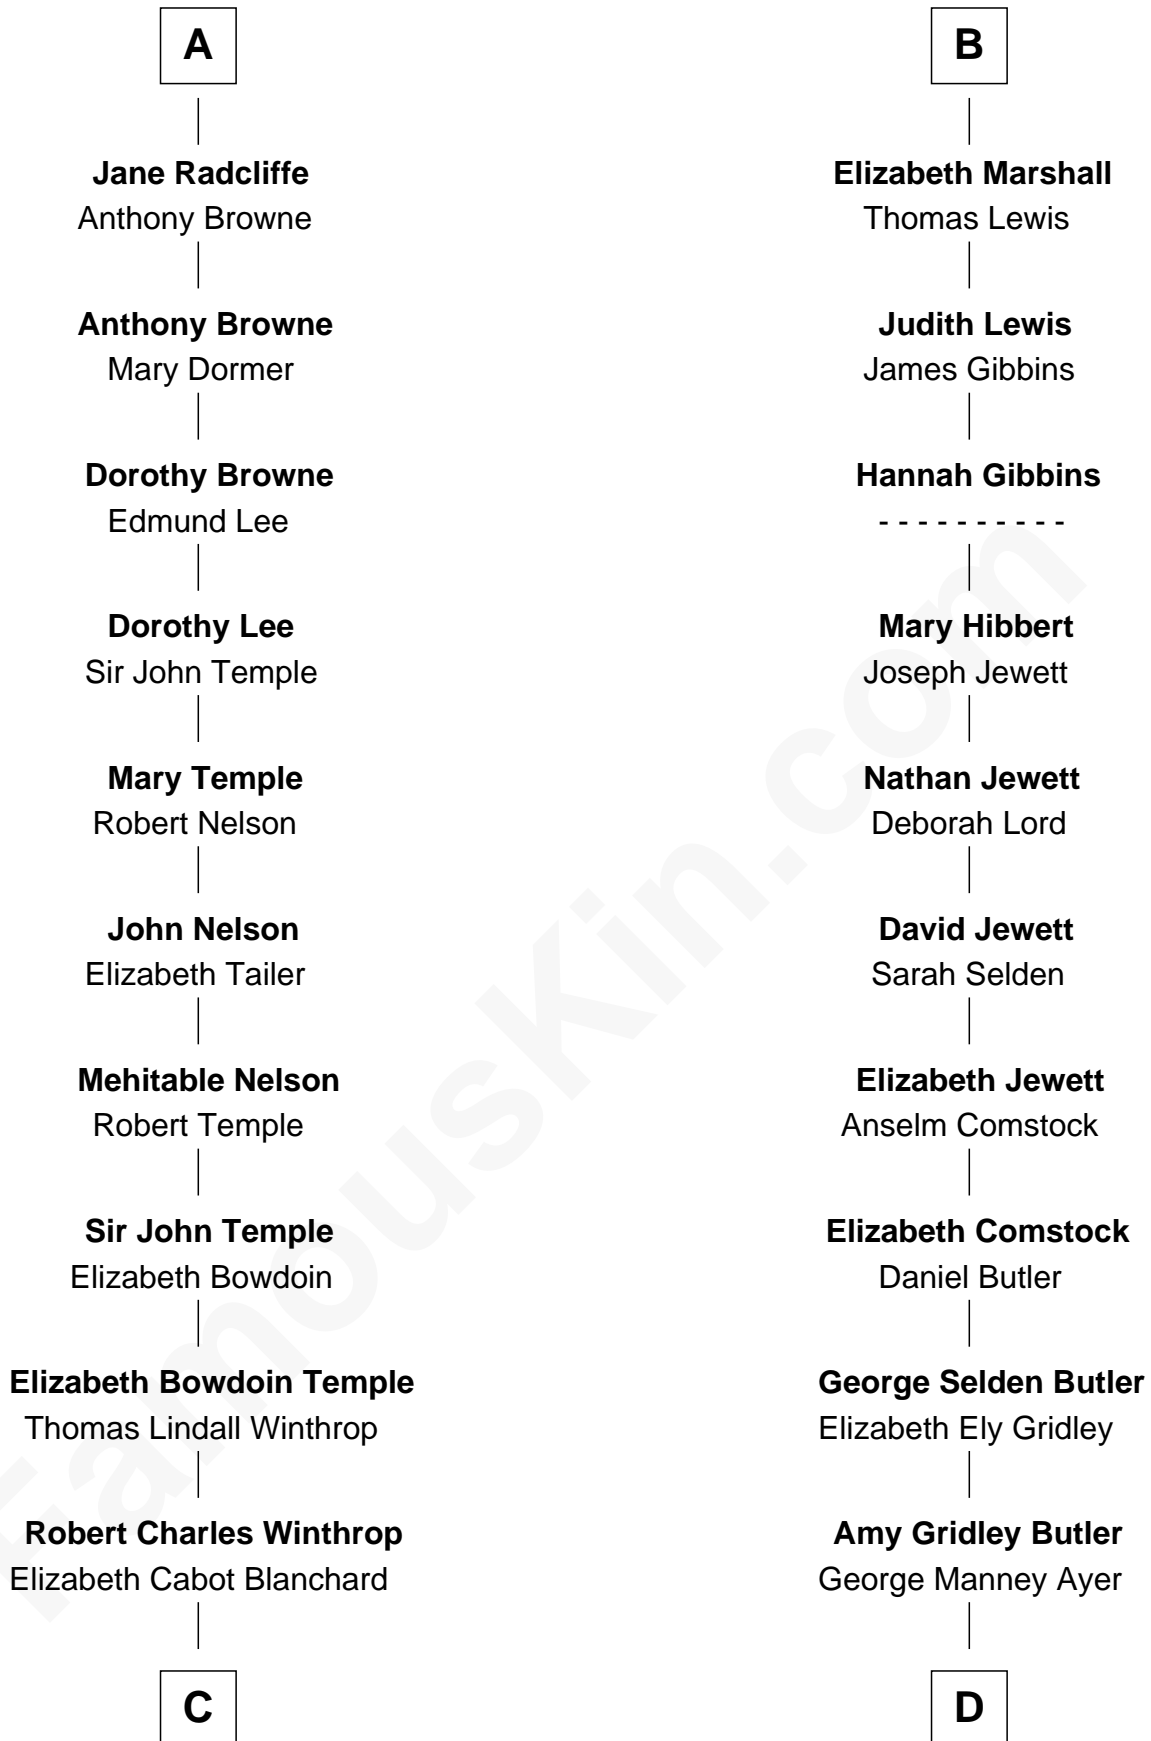 A
Jane Radcliffe
Anthony Browne
Anthony Browne
Mary Dormer
Dorothy Browne
Edmund Lee
Dorothy Lee
Sir John Temple
Mary Temple
Robert Nelson
John Nelson
Elizabeth Tailer
Mehitable Nelson
Robert Temple
Sir John Temple
Elizabeth Bowdoin
Elizabeth Bowdoin Temple
Thomas Lindall Winthrop
Robert Charles Winthrop
Elizabeth Cabot Blanchard
C
B
Elizabeth Marshall
Thomas Lewis
Judith Lewis
James Gibbins
Hannah Gibbins
- - - - - - - - - -
Mary Hibbert
Joseph Jewett
Nathan Jewett
Deborah Lord
David Jewett
Sarah Selden
Elizabeth Jewett
Anselm Comstock
Elizabeth Comstock
Daniel Butler
George Selden Butler
Elizabeth Ely Gridley
Amy Gridley Butler
George Manney Ayer
D
FamousKin.com